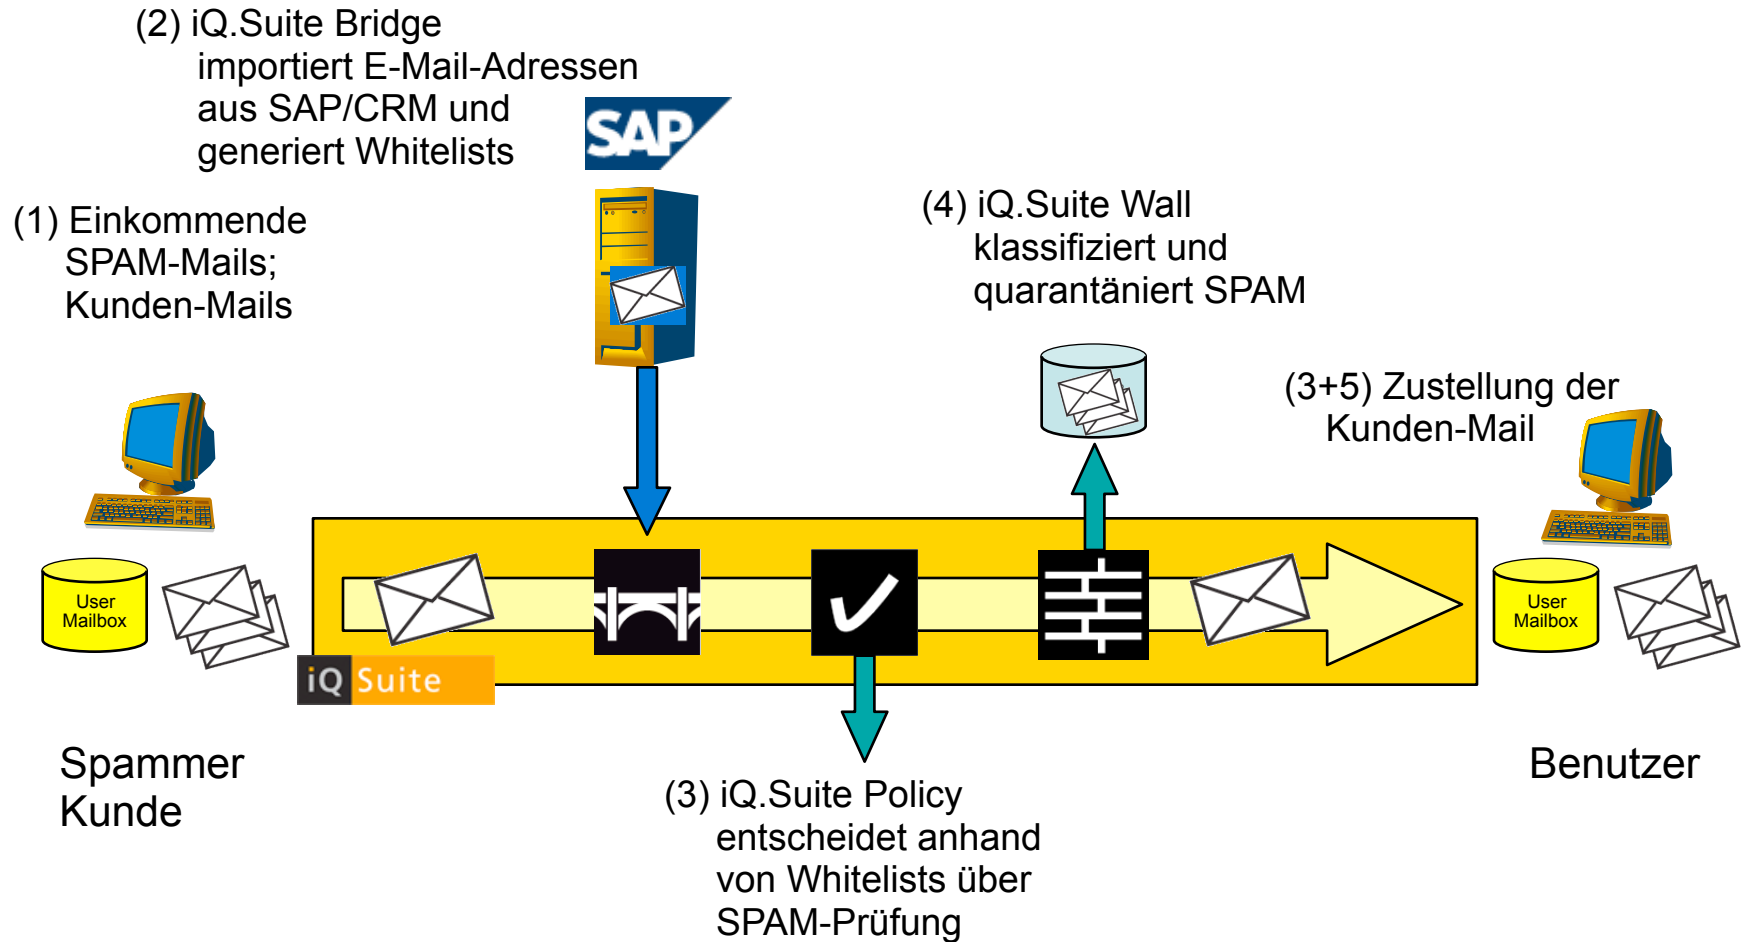 (2) iQ.Suite Bridge
importiert E-Mail-Adressen
aus SAP/CRM und
generiert Whitelists
SAP
(1) Einkommende
SPAM-Mails;
Kunden-Mails
(4) iQ.Suite Wall
klassifiziert und
quarantäniert SPAM
(3+5) Zustellung der
Kunden-Mail
User
Mailbox
User
Mailbox
iQ Suite
Spammer
Kunde
Benutzer
(3) iQ.Suite Policy
entscheidet anhand
von Whitelists über
SPAM-Prüfung